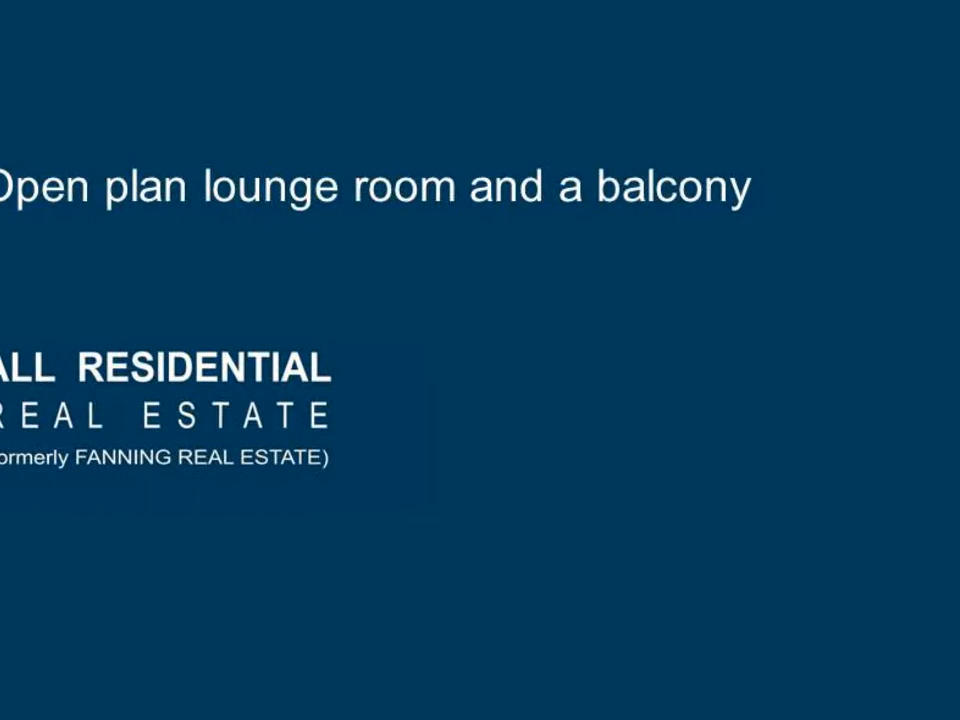 Open plan lounge room and a balcony
ALL RESIDENTIAL
REAL ESTATE
ormerly FANNING REAL ESTATE)